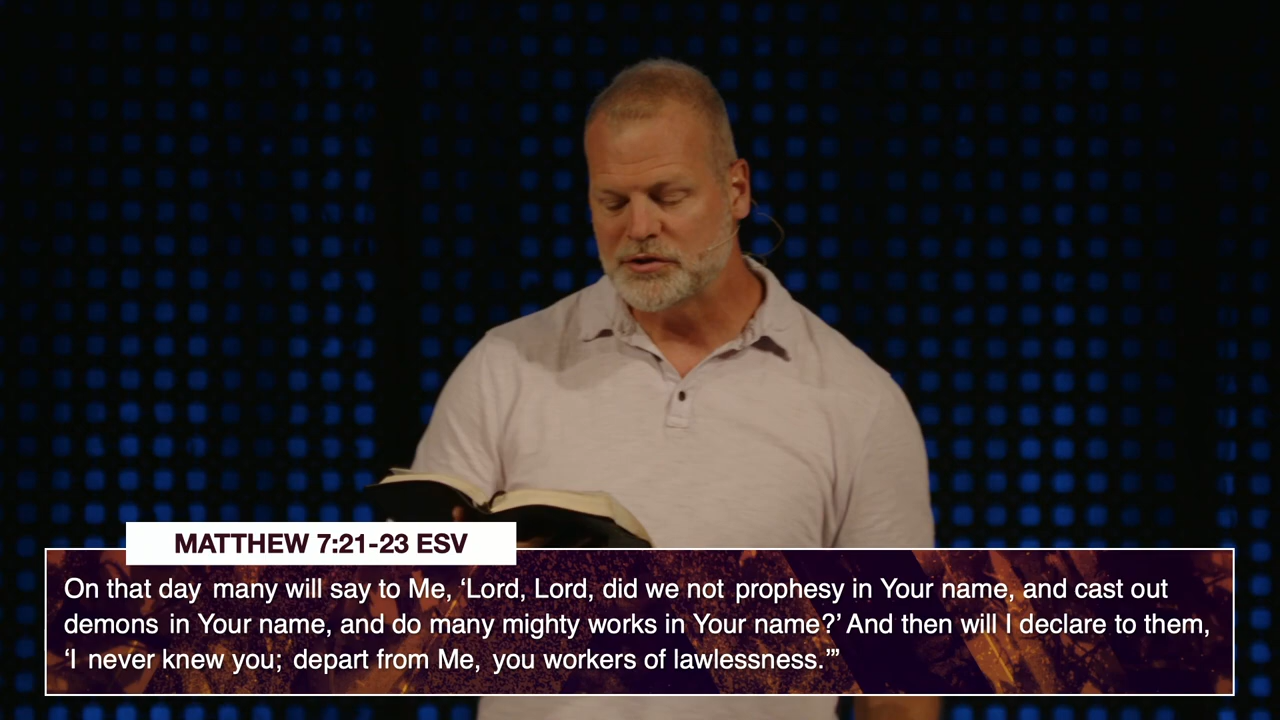 MATTHEW 7:21-23 ESV
On that day many will say to Me, ‘Lord, Lord, did we not prophesy in Your name, and cast out
demons in Your name, and do many mighty works in Your name?’ And then will I declare to them,
‘I never knew you; depart from Me, you workers of lawlessness.’”